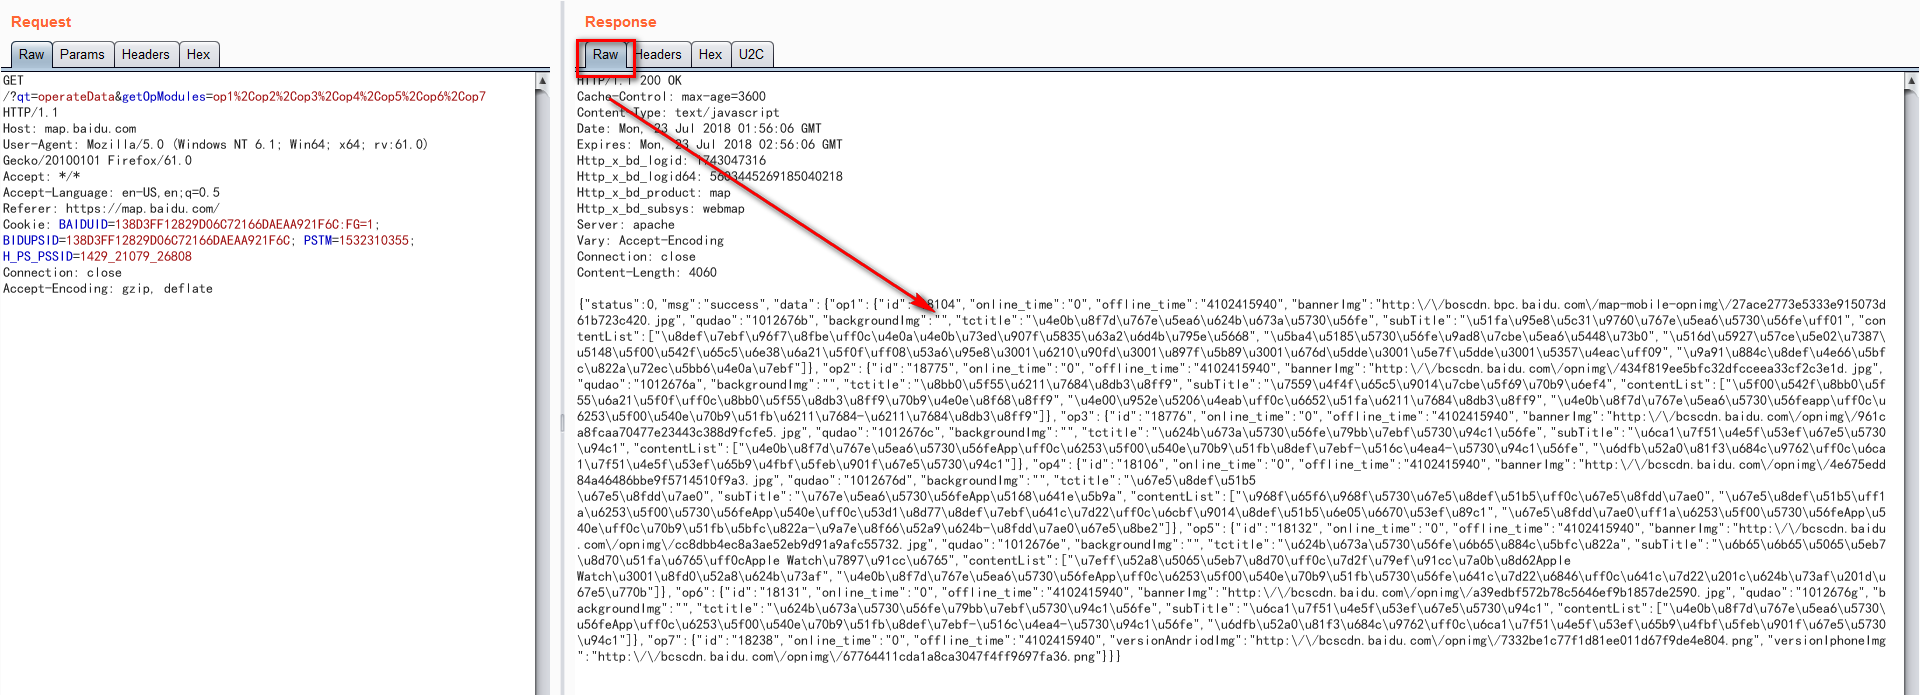 Request
Raw Params Headers Hex
GET
/?qt=operateData&getOpModules=op1%2Cop2%2Cop3%2Cop4%2Cop5%2Cop6%2Cop7
HTTP/1.1
Host: map.baidu.com
User-Agent: Mozilla/5.0 (Windows NT 6.1; Win64; x64; rv:61.0)
Gecko/20100101 Firefox/61.0
Accept: */*
Accept-Language: en-US,en;q=0.5
Referer: https://map.baidu.com/
Cookie: BAIDUID=138D3FF12829D06C72166DAEAA921F6C:FG=1;
BIDUPSID=138D3FF12829D06C72166DAEAA921F6C; PSTM=1532310355;
H_PS_PSSID=1429_21079_26808
Connection: close
Accept-Encoding: gzip, deflate
Response
Raw Headers Hex U2C
HTTP/1.1 200 OK
Cache-Control: max-age=3600
Content-Type: text/javascript
Date: Mon, 23 Jul 2018 01:56:06 GMT
Expires: Mon, 23 Jul 2018 02:56:06 GMT
Http_x_bd_logid: 1743047316
Http_x_bd_logid64: 5603445269185040218
Http_x_bd_product: map
Http_x_bd_subsys: webmap
Server: apache
Vary: Accept-Encoding
Connection: close
Content-Length: 4060
{"status":0,"msg":"success","data":{"op1":{"id":"18104","online_time":"0","offline_time":"4102415940","bannerImg":"http:\/\/boscdn.bpc.baidu.com\/map-mobile-opnimg\/27ace2773e5333e915073d
61b723c420.jpg","qudao":"1012676b","backgroundImg":"","tctitle":"\u4e0b\u8f7d\u767e\u5ea6\u624b\u673a\u5730\u56fe","subTitle":"\u51fa\u95e8\u5c31\u9760\u767e\u5ea6\u5730\u56fe\uff01","con
tentList":["\u8def\u7ebf\u96f7\u8fbe\uff0c\u4e0a\u4e0b\u73ed\u907f\u5835\u63a2\u6d4b\u795e\u5668","\u5ba4\u5185\u5730\u56fe\u9ad8\u7cbe\u5ea6\u5448\u73b0","\u516d\u5927\u57ce\u5e02\u7387\
u5148\u5f00\u542f\u65c5\u6e38\u6a21\u5f0f\uff08\u53a6\u95e8\u3001\u6210\u90fd\u3001\u897f\u5b89\u3001\u676d\u5dde\u3001\u5e7f\u5dde\u3001\u5357\u4eac\uff09","\u9a91\u884c\u8def\u4e66\u5bf
c\u822a\u72ec\u5bb6\u4e0a\u7ebf"]},"op2":{"id":"18775","online_time":"0","offline_time":"4102415940","bannerImg":"http:\/\/bcscdn.baidu.com\/opnimg\/434f819ee5bfc32dfcceea33cf2c3e1d.jpg",
"qudao":"1012676a","backgroundImg":"","tctitle":"\u8bb0\u5f55\u6211\u7684\u8db3\u8ff9","subTitle":"\u7559\u4f4f\u65c5\u9014\u7cbe\u5f69\u70b9\u6ef4","contentList":["\u5f00\u542f\u8bb0\u5f
55\u6a21\u5f0f\uff0c\u8bb0\u5f55\u8db3\u8ff9\u70b9\u4e0e\u8f68\u8ff9","\u4e00\u952e\u5206\u4eab\uff0c\u6652\u51fa\u6211\u7684\u8db3\u8ff9","\u4e0b\u8f7d\u767e\u5ea6\u5730\u56feapp\uff0c\u
6253\u5f00\u540e\u70b9\u51fb\u6211\u7684-\u6211\u7684\u8db3\u8ff9"]},"op3":{"id":"18776","online_time":"0","offline_time":"4102415940","bannerImg":"http:\/\/bcscdn.baidu.com\/opnimg\/961c
a8fcaa70477e23443c388d9fcfe5.jpg","qudao":"1012676c","backgroundImg":"","tctitle":"\u624b\u673a\u5730\u56fe\u79bb\u7ebf\u5730\u94c1\u56fe","subTitle":"\u6ca1\u7f51\u4e5f\u53ef\u67e5\u5730
\u94c1","contentList":["\u4e0b\u8f7d\u767e\u5ea6\u5730\u56feApp\uff0c\u6253\u5f00\u540e\u70b9\u51fb\u8def\u7ebf-\u516c\u4ea4-\u5730\u94c1\u56fe","\u6dfb\u52a0\u81f3\u684c\u9762\uff0c\u6ca
1\u7f51\u4e5f\u53ef\u65b9\u4fbf\u5feb\u901f\u67e5\u5730\u94c1"]},"op4":{"id":"18106","online_time":"0","offline_time":"4102415940","bannerImg":"http:\/\/bcscdn.baidu.com\/opnimg\/4e675edd
84a46486bbe9f5714510f9a3.jpg","qudao":"1012676d","backgroundImg":"","tctitle":"\u67e5\u8def\u51b5
\u67e5\u8fdd\u7ae0","subTitle":"\u767e\u5ea6\u5730\u56feApp\u5168\u641e\u5b9a","contentList":["\u968f\u65f6\u968f\u5730\u67e5\u8def\u51b5\uff0c\u67e5\u8fdd\u7ae0","\u67e5\u8def\u51b5\uff1
a\u6253\u5f00\u5730\u56feApp\u540e\uff0c\u53d1\u8d77\u8def\u7ebf\u641c\u7d22\uff0c\u6cbf\u9014\u8def\u51b5\u6e05\u6670\u53ef\u89c1","\u67e5\u8fdd\u7ae0\uff1a\u6253\u5f00\u5730\u56feApp\u5
40e\uff0c\u70b9\u51fb\u5bfc\u822a-\u9a7e\u8f66\u52a9\u624b-\u8fdd\u7ae0\u67e5\u8be2"]},"op5":{"id":"18132","online_time":"0","offline_time":"4102415940","bannerImg":"http:\/\/bcscdn.baidu
.com\/opnimg\/cc8dbb4ec8a3ae52eb9d91a9afc55732.jpg","qudao":"1012676e","backgroundImg":"","tctitle":"\u624b\u673a\u5730\u56fe\u6b65\u884c\u5bfc\u822a","subTitle":"\u6b65\u6b65\u5065\u5eb7
\u8d70\u51fa\u6765\uff0cApple Watch\u7897\u91cc\u6765","contentList":["\u7eff\u52a8\u5065\u5eb7\u8d70\uff0c\u7d2f\u79ef\u91cc\u7a0b\u8d62Apple
Watch\u3001\u8fd0\u52a8\u624b\u73af","\u4e0b\u8f7d\u767e\u5ea6\u5730\u56feApp\uff0c\u6253\u5f00\u540e\u70b9\u51fb\u5730\u56fe\u641c\u7d22\u6846\uff0c\u641c\u7d22\u201c\u624b\u73af\u201d\u
67e5\u770b"]},"op6":{"id":"18131","online_time":"0","offline_time":"4102415940","bannerImg":"http:\/\/bcscdn.baidu.com\/opnimg\/a39edbf572b78c5646ef9b1857de2590.jpg","qudao":"1012676g","b
ackgroundImg":"","tctitle":"\u624b\u673a\u5730\u56fe\u79bb\u7ebf\u5730\u94c1\u56fe","subTitle":"\u6ca1\u7f51\u4e5f\u53ef\u67e5\u5730\u94c1","contentList":["\u4e0b\u8f7d\u767e\u5ea6\u5730\
\u56feApp\uff0c\u6253\u5f00\u540e\u70b9\u51fb\u8def\u7ebf-\u516c\u4ea4-\u5730\u94c1\u56fe","\u6dfb\u52a0\u81f3\u684c\u9762\uff0c\u6ca1\u7f51\u4e5f\u53ef\u65b9\u4fbf\u5feb\u901f\u67e5\u5730
\u94c1"]},"op7":{"id":"18238","online_time":"0","offline_time":"4102415940","versionAndriodImg":"http:\/\/bcscdn.baidu.com\/opnimg\/7332be1c77f1d81ee011d67f9de4e804.png","versionIphoneImg
":"http:\/\/bcscdn.baidu.com\/opnimg\/67764411cda1a8ca3047f4ff9697fa36.png"}}}